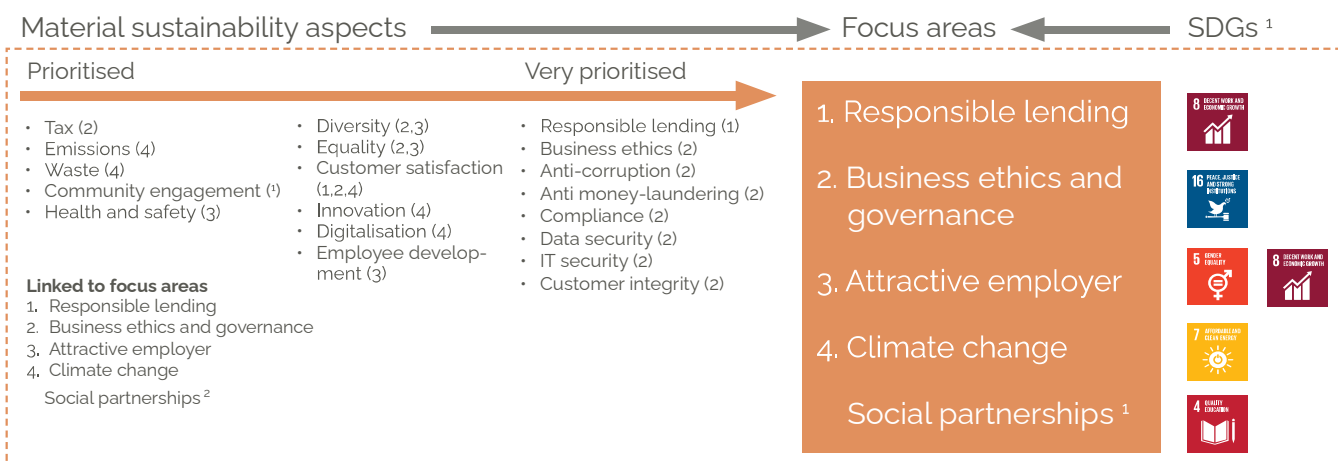 Material sustainability aspects
Focus areas
SDGs ¹
Prioritised
Very prioritised
• Tax (2)
• Emissions (4)
• Waste (4)
• Community engagement (¹)
• Health and safety (3)
• Diversity (2,3)
• Equality (2,3)
• Customer satisfaction
(1,2,4)
• Innovation (4)
• Digitalisation (4)
• Employee develop-
ment (3)
• Responsible lending (1)
• Business ethics (2)
• Anti-corruption (2)
• Anti money-laundering (2)
• Compliance (2)
• Data security (2)
• IT security (2)
• Customer integrity (2)
Linked to focus areas
1. Responsible lending
2. Business ethics and governance
3. Attractive employer
4. Climate change
Social partnerships ²
1. Responsible lending
2. Business ethics and
governance
3. Attractive employer
4. Climate change
Social partnerships ¹
8 DECENT WORK AND
ECONOMIC GROWTH
16 PEACE, JUSTICE
AND STRONG
INSTITUTIONS
5 GENDER
EQUALITY
8 DECENT WORK AND
ECONOMIC GROWTH
7 AFFORDABLE AND
CLEAN ENERGY
4 QUALITY
EDUCATION